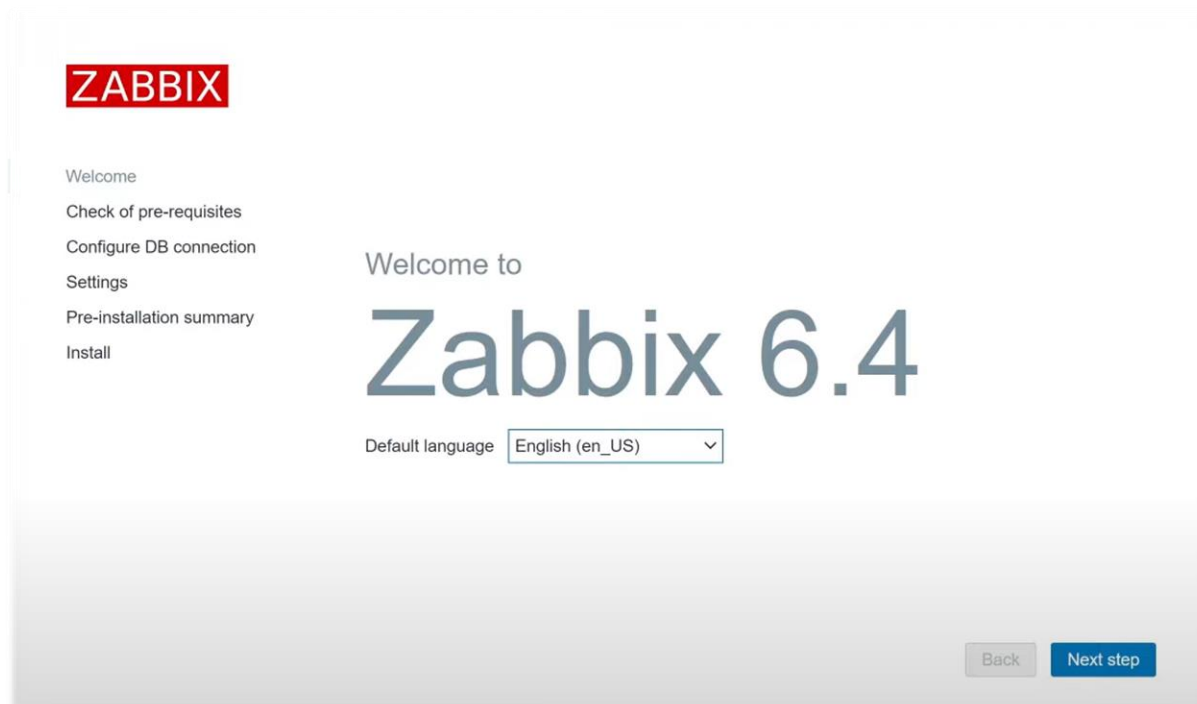 ZABBIX
Welcome
Check of pre-requisites
Configure DB connection
Settings
Pre-installation summary
Install
Welcome to
Zabbix 6.4
Default language English (en_US)
Back Next step